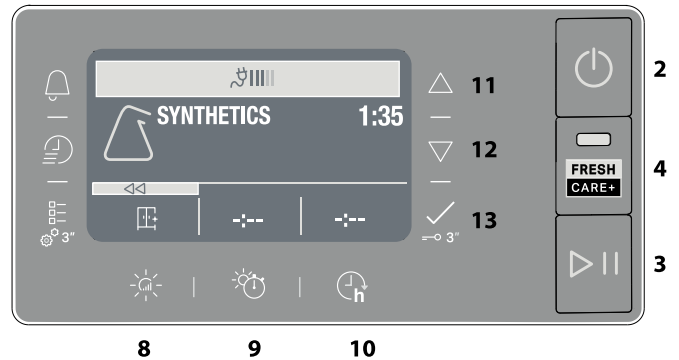 2
11
SYNTHETICS 1:35
12
FRESH
CARE+
4
-:-- -:--
3" 13 3"
3
h
8 9 10